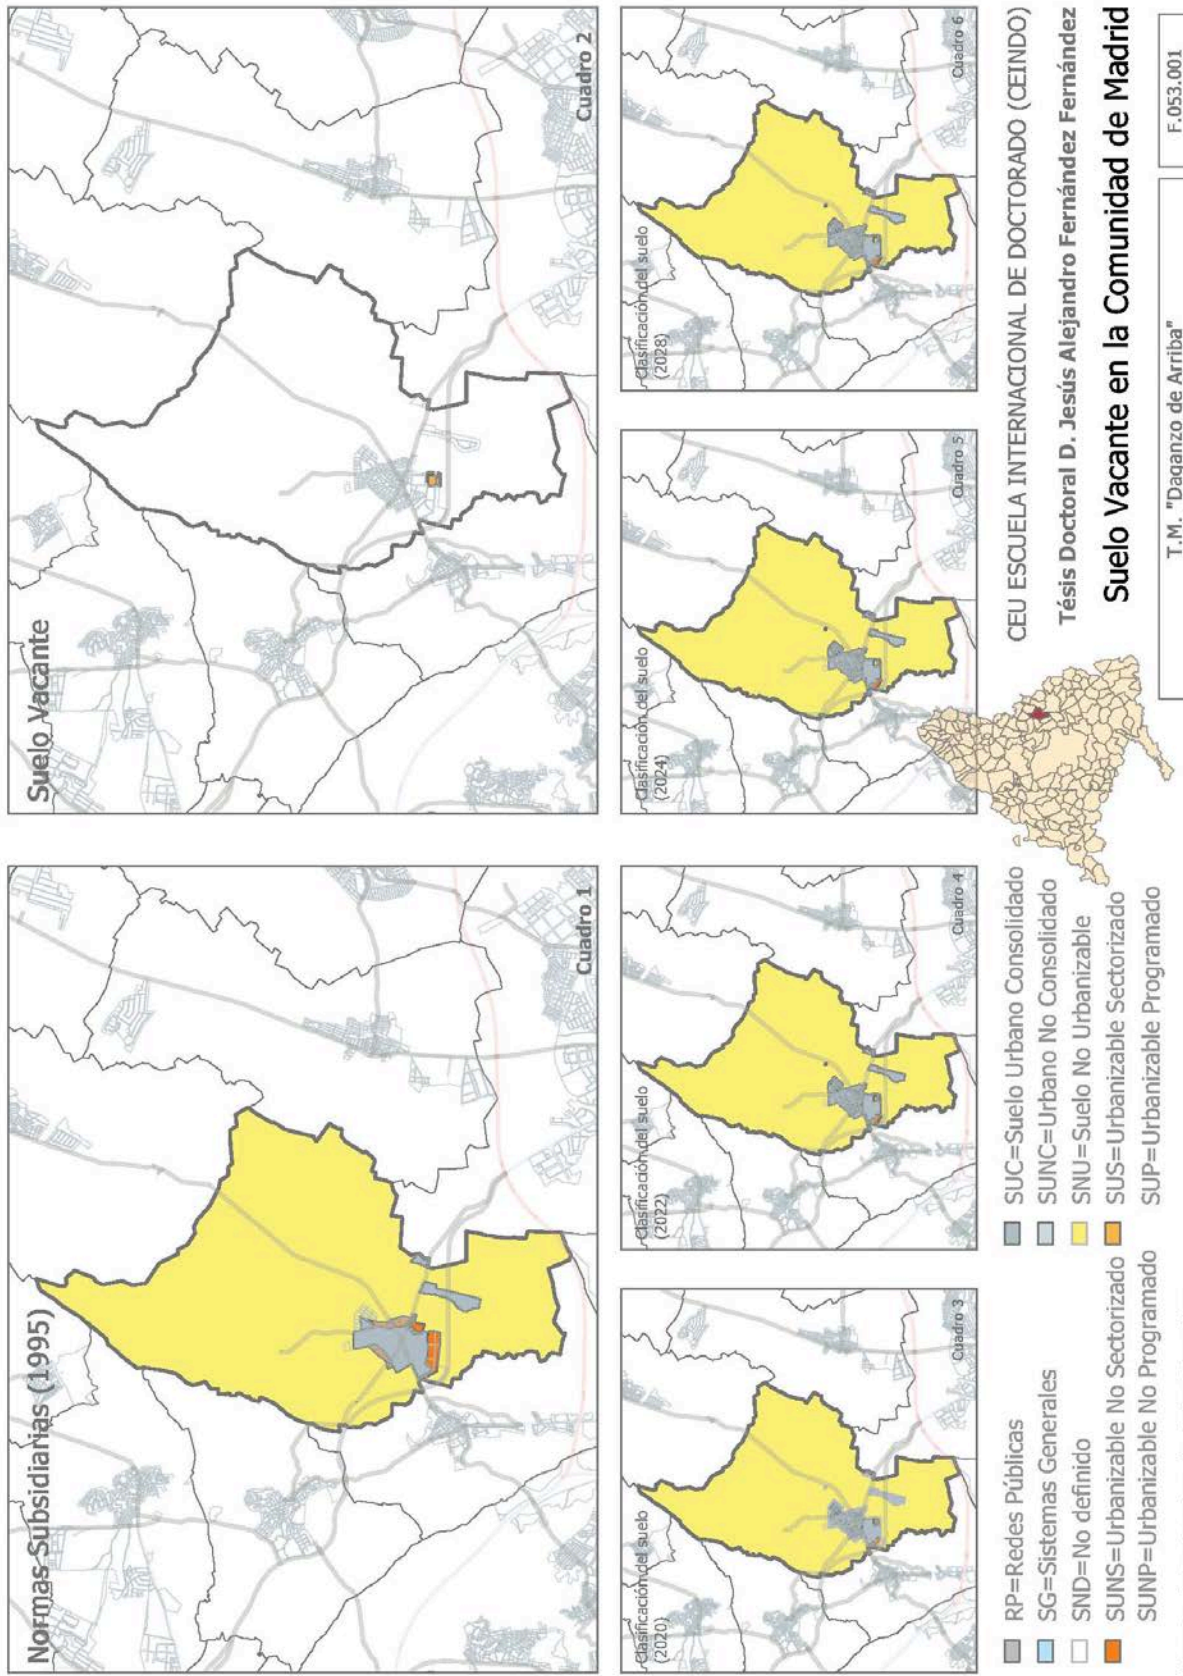 Normas Subsidiarias (1995)
Cuadro 1
Suelo Vacante
Cuadro 2
Clasificación del suelo
(2020)
Cuadro 3
Clasificación del suelo
(2022)
Cuadro 4
Clasificación del suelo
(2024)
Cuadro 5
Clasificación del suelo
(2028)
Cuadro 6
RP=Redes Públicas
SG=Sistemas Generales
SND=No definido
SUNS=Urbanizable No Sectorizado
SUNP=Urbanizable No Programado
SUC=Suelo Urbano Consolidado
SUNC=Urbano No Consolidado
SNU=Suelo No Urbanizable
SUS=Urbanizable Sectorizado
SUP=Urbanizable Programado
CEU ESCUELA INTERNACIONAL DE DOCTORADO (CEINDO)
Tésis Doctoral D. Jesús Alejandro Fernández Fernández
Suelo Vacante en la Comunidad de Madrid
T.M. "Daganzo de Arriba"
F.053.001